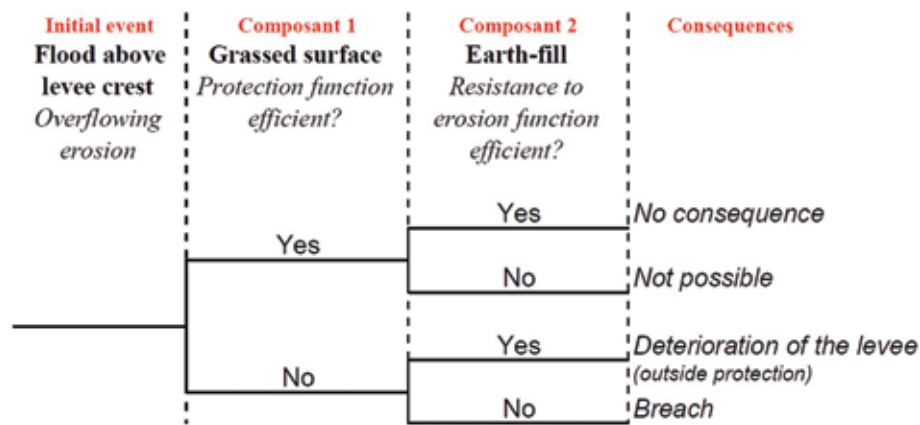 Initial event
Flood above
levee crest
Overflowing
erosion
Composant 1
Grassed surface
Protection function
efficient?
Composant 2
Earth-fill
Resistance to
erosion function
efficient?
Consequences
Yes
No
Yes
No
Yes
No
No consequence
Not possible
Deterioration of the levee
(outside protection)
Breach